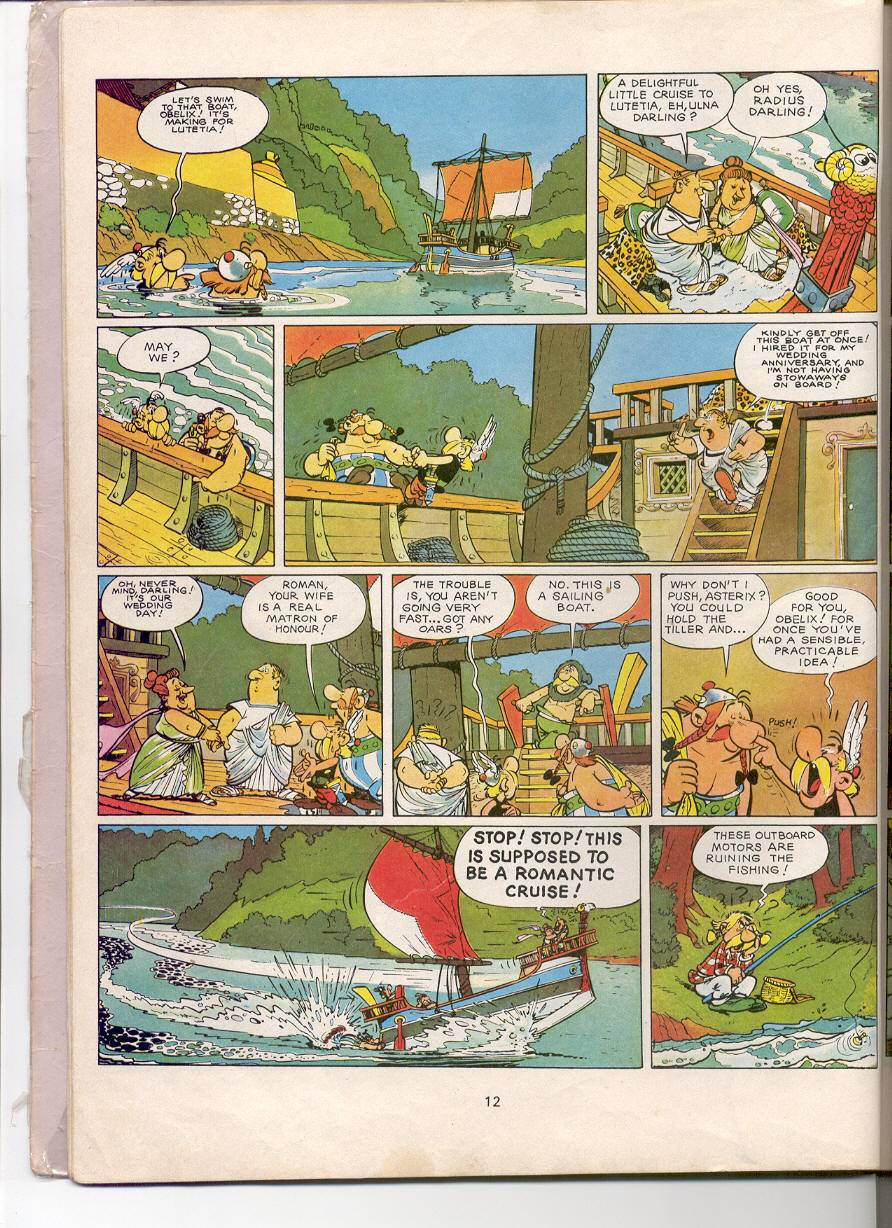 LET'S SWIM
TO THAT BOAT,
OBELIX! IT'S
MAKING FOR
LUTETIA!
A DELIGHTFUL
LITTLE CRUISE TO
LUTETIA, EH, ULNA
DARLING?
OH YES,
RADIUS
DARLING!
MAY
WE?
KINDLY GET OFF
THIS BOAT AT ONCE!
I HIRED IT FOR MY
WEDDING
ANNIVERSARY, AND
I'M NOT HAVING
STOWAWAYS
ON BOARD!
OH, NEVER
MIND, DARLING!
IT'S OUR
WEDDING
DAY!
ROMAN,
YOUR WIFE
IS A REAL
MATRON OF
HONOUR!
THE TROUBLE
IS, YOU AREN'T
GOING VERY
FAST... GOT ANY
OARS?
NO. THIS IS
A SAILING
BOAT.
?!?!?
WHY DON'T I
PUSH, ASTERIX?
YOU COULD
HOLD THE
TILLER AND...
GOOD
FOR YOU,
OBELIX! FOR
ONCE YOU'VE
HAD A SENSIBLE,
PRACTICABLE
IDEA!
PUSH!
STOP! STOP! THIS
IS SUPPOSED TO
BE A ROMANTIC
CRUISE!
THESE OUTBOARD
MOTORS ARE
RUINING THE
FISHING!
?!?
12